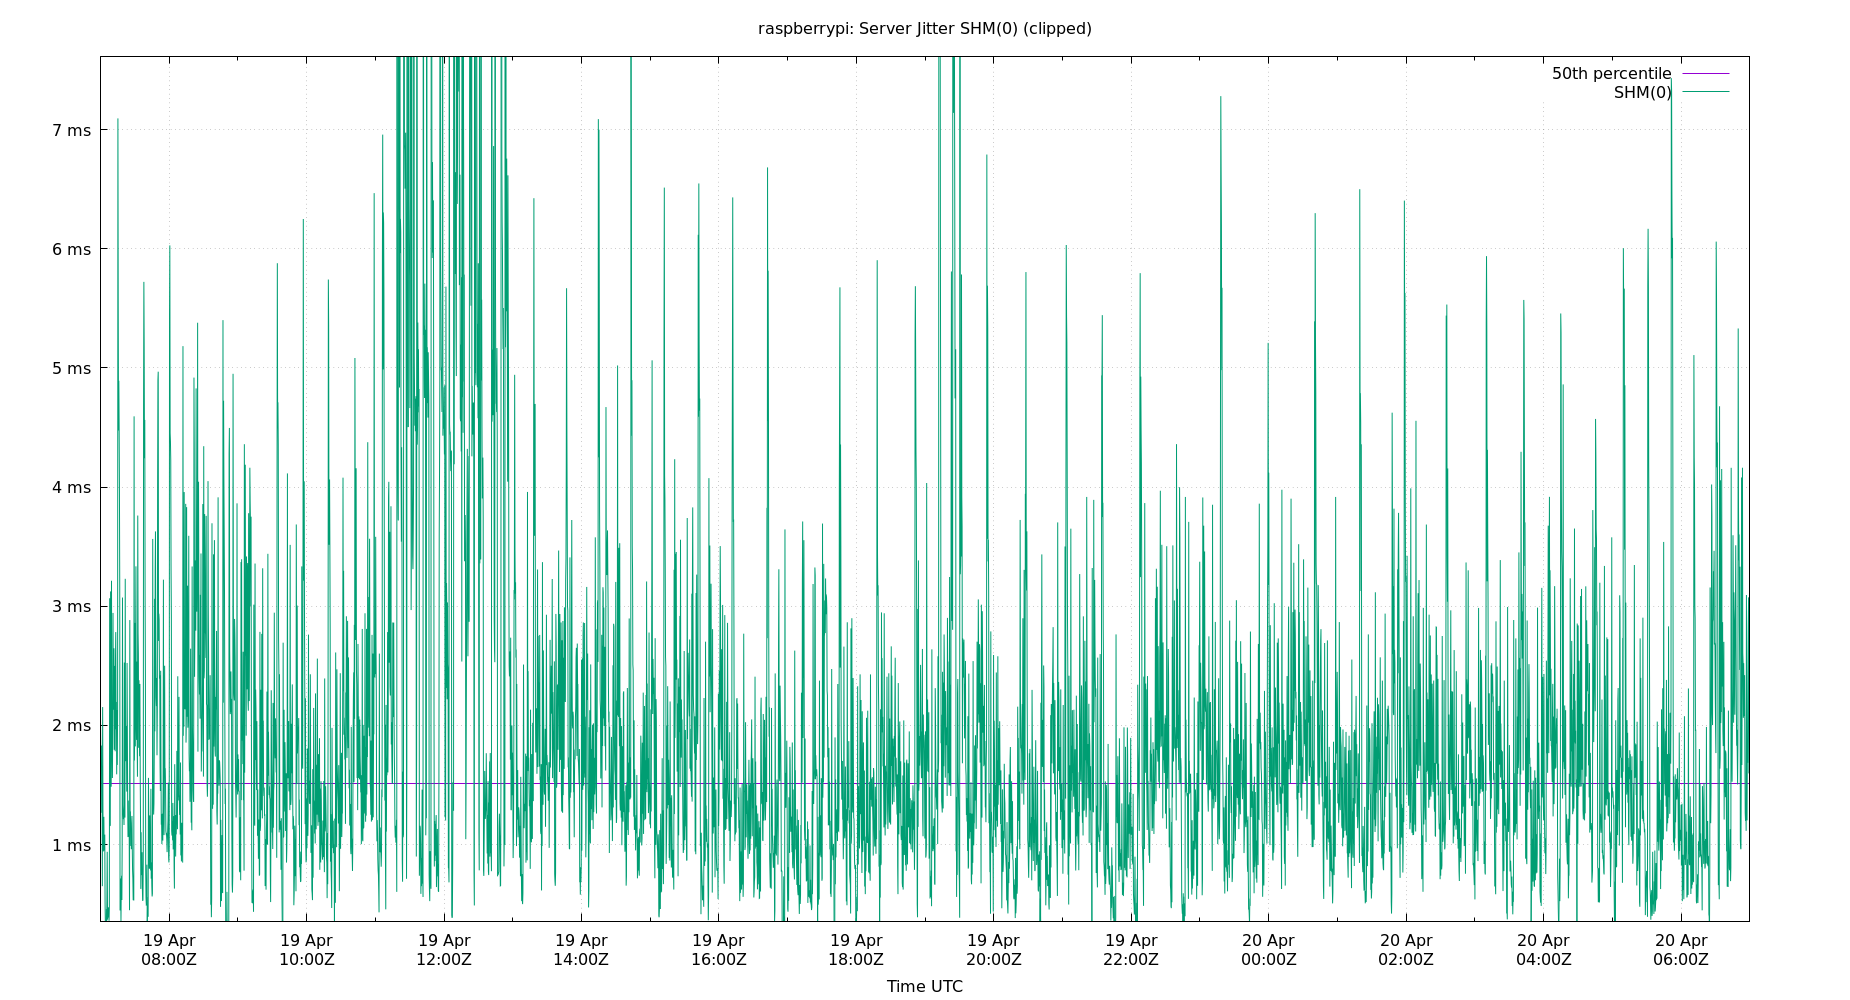 raspberrypi: Server Jitter SHM(0) (clipped)
50th percentile
SHM(0)
7 ms
6 ms
5 ms
4 ms
3 ms
2 ms
1 ms
19 Apr 19 Apr 19 Apr 19 Apr 19 Apr 19 Apr 19 Apr 19 Apr 20 Apr 20 Apr 20 Apr 20 Apr
08:00Z 10:00Z 12:00Z 14:00Z 16:00Z 18:00Z 20:00Z 22:00Z 00:00Z 02:00Z 04:00Z 06:00Z
Time UTC